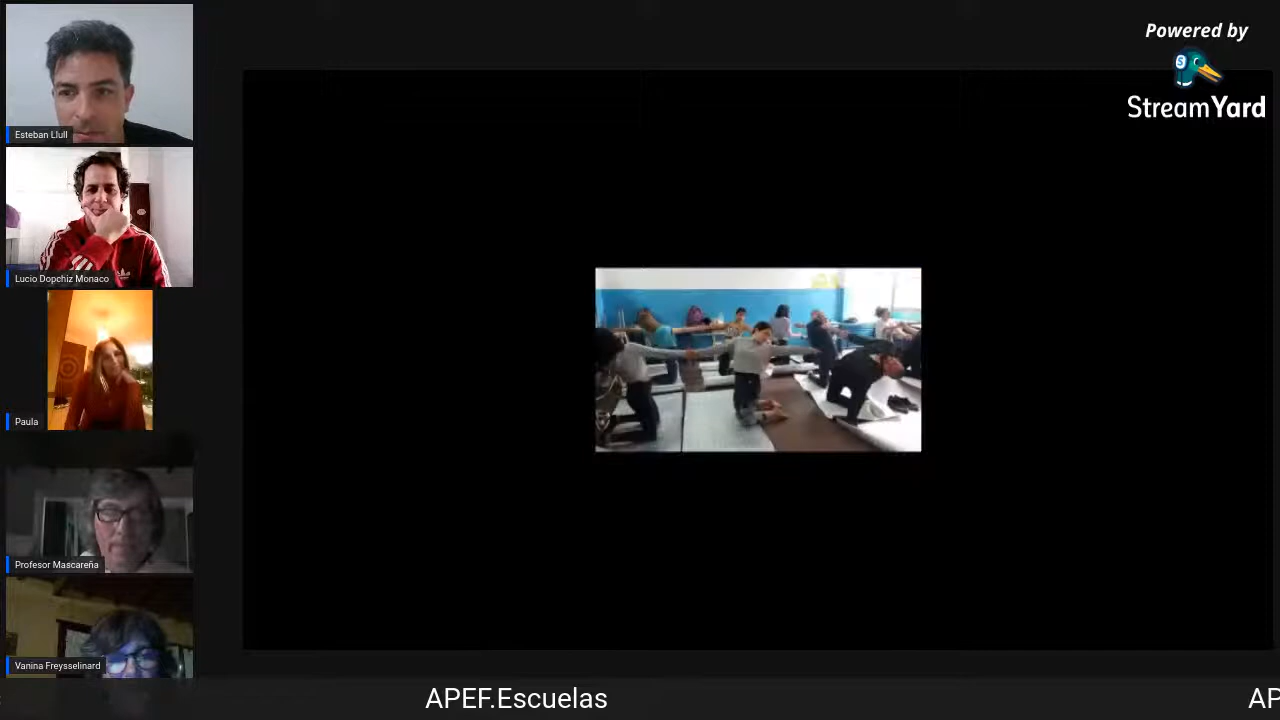 Powered by
StreamYard
Esteban Llull
Lucio Dopchiz Monaco
Paula
Profesor Mascareña
Vanina Freysselinard
APEF.Escuelas
AP